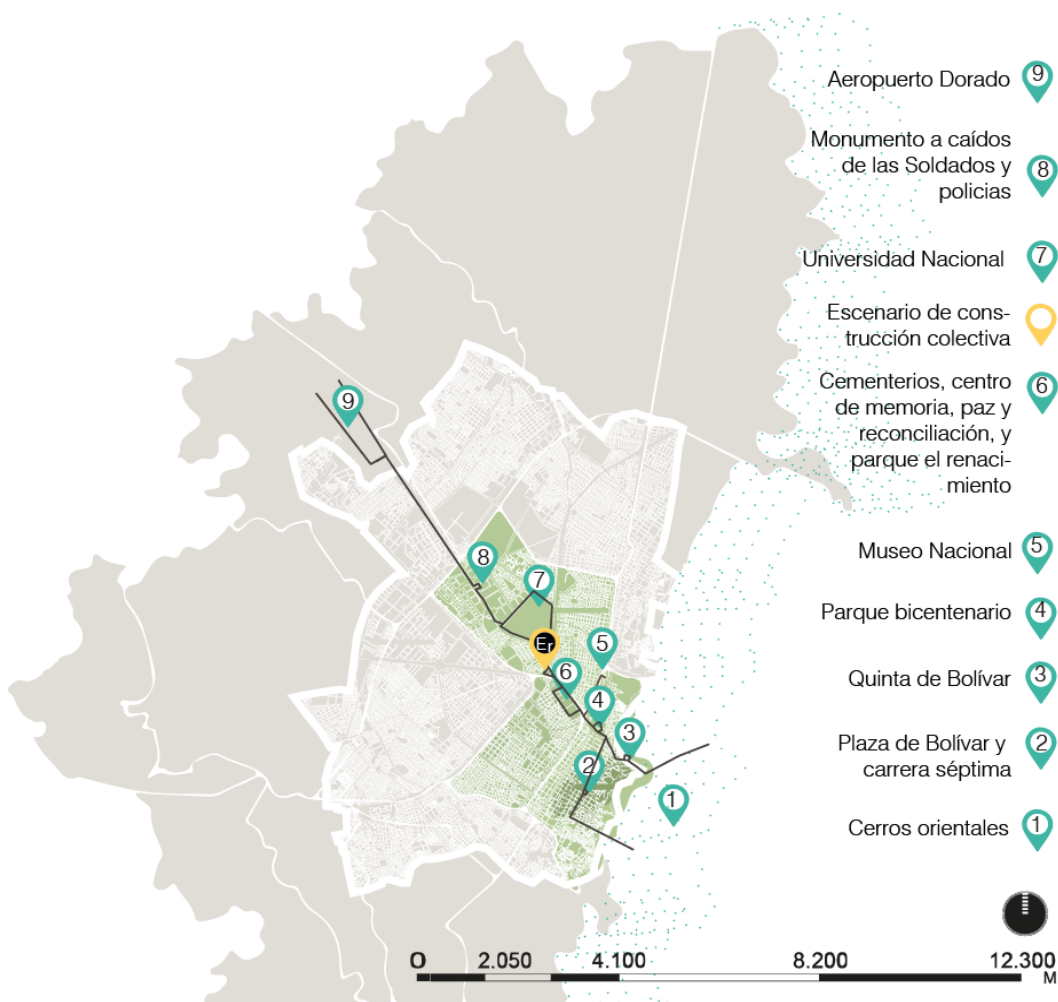 Aeropuerto Dorado
9
Monumento a caídos
de las Soldados y
policias
8
Universidad Nacional
7
Escenario de cons-
trucción colectiva
Cementerios, centro
de memoria, paz y
reconciliación, y
parque el renaci-
miento
6
Museo Nacional
5
Parque bicentenario
4
Quinta de Bolívar
3
Plaza de Bolívar y
carrera séptima
2
Cerros orientales
1
9
8
7
Er
5
6
4
3
2
1
0 2.050 4.100 8.200 12.300
M